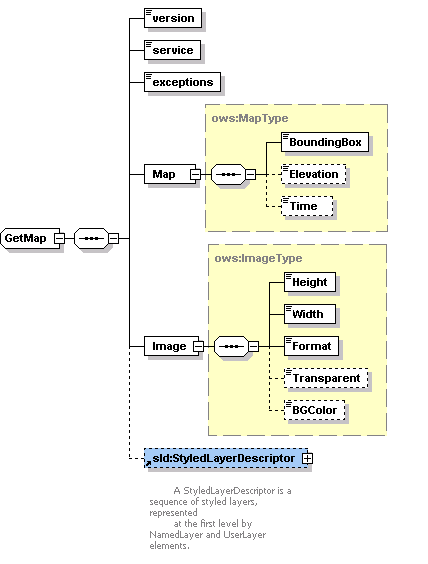 version
service
exceptions
ows:MapType
BoundingBox
Map
Elevation
Time
GetMap
ows:ImageType
Height
Width
Image
Format
Transparent
BGColor
sld:StyledLayerDescriptor
A StyledLayerDescriptor is a
sequence of styled layers,
represented
at the first level by
NamedLayer and UserLayer
elements.